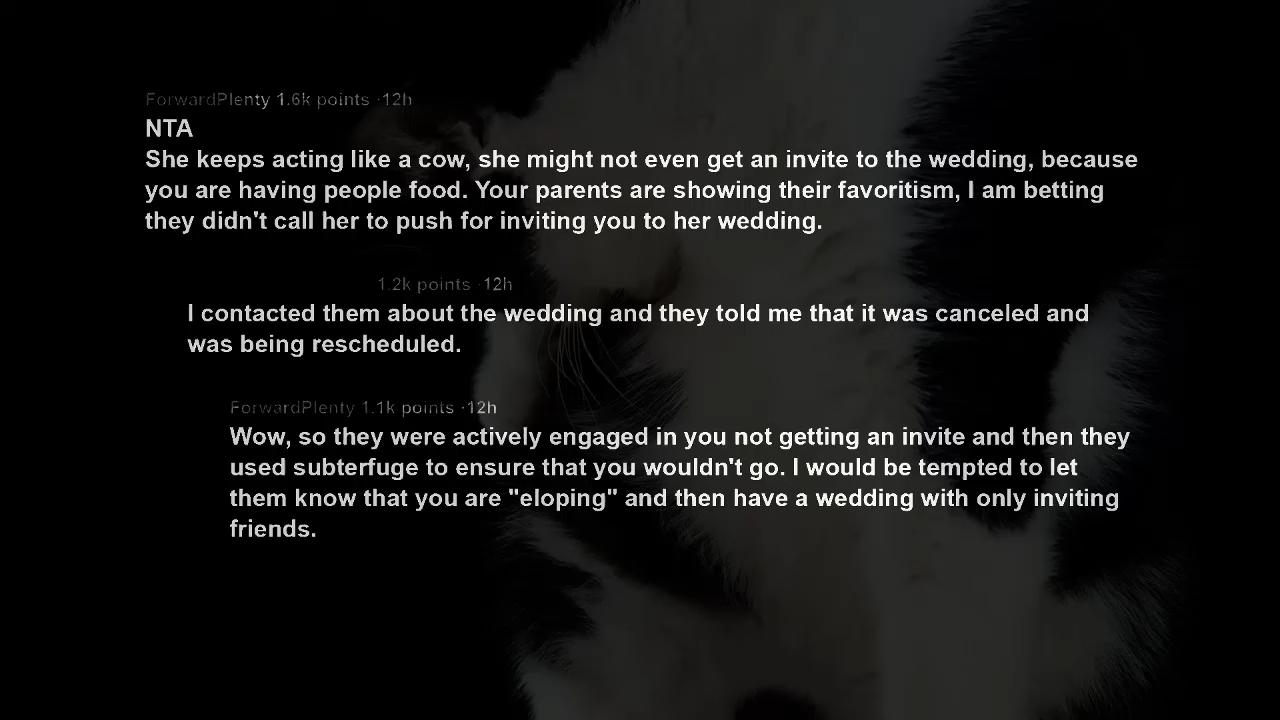 ForwardPlenty 1.6k points ·12h
NTA
She keeps acting like a cow, she might not even get an invite to the wedding, because
you are having people food. Your parents are showing their favoritism, I am betting
they didn't call her to push for inviting you to her wedding.
1.2k points ·12h
I contacted them about the wedding and they told me that it was canceled and
was being rescheduled.
ForwardPlenty 1.1k points ·12h
Wow, so they were actively engaged in you not getting an invite and then they
used subterfuge to ensure that you wouldn't go. I would be tempted to let
them know that you are "eloping" and then have a wedding with only inviting
friends.